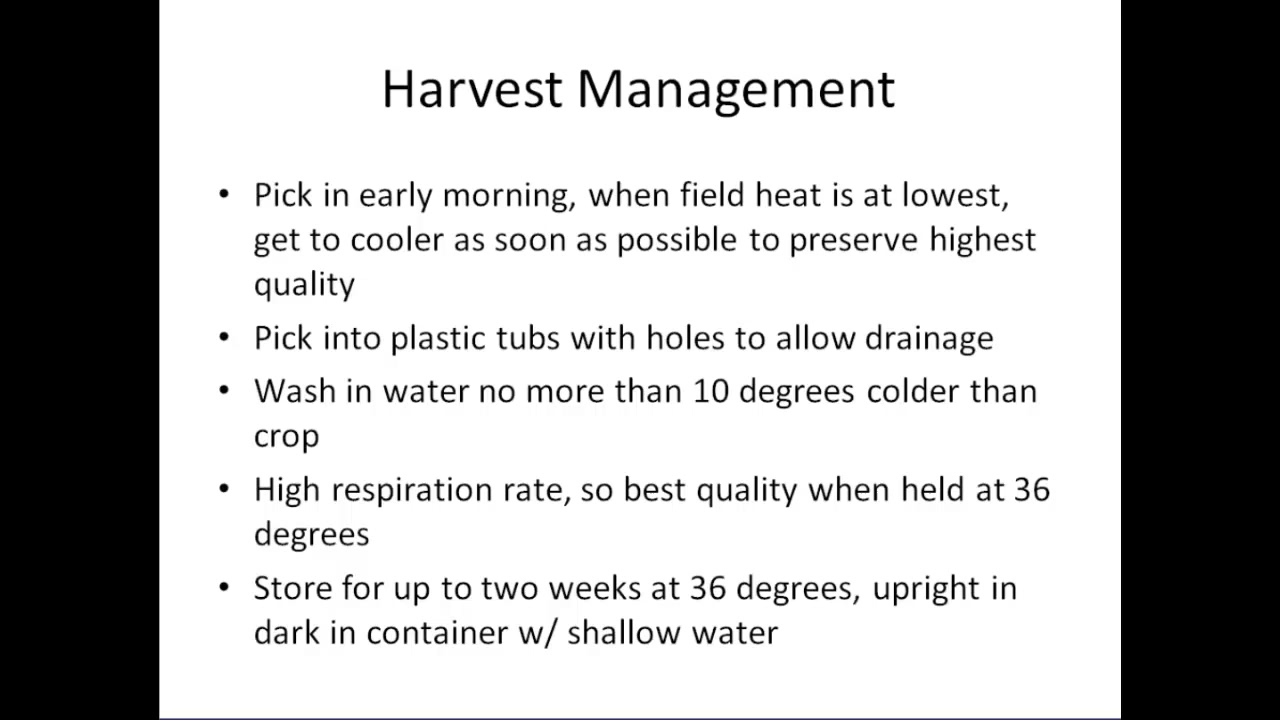 Harvest Management
• Pick in early morning, when field heat is at lowest,
get to cooler as soon as possible to preserve highest
quality
• Pick into plastic tubs with holes to allow drainage
• Wash in water no more than 10 degrees colder than
crop
• High respiration rate, so best quality when held at 36
degrees
• Store for up to two weeks at 36 degrees, upright in
dark in container w/ shallow water